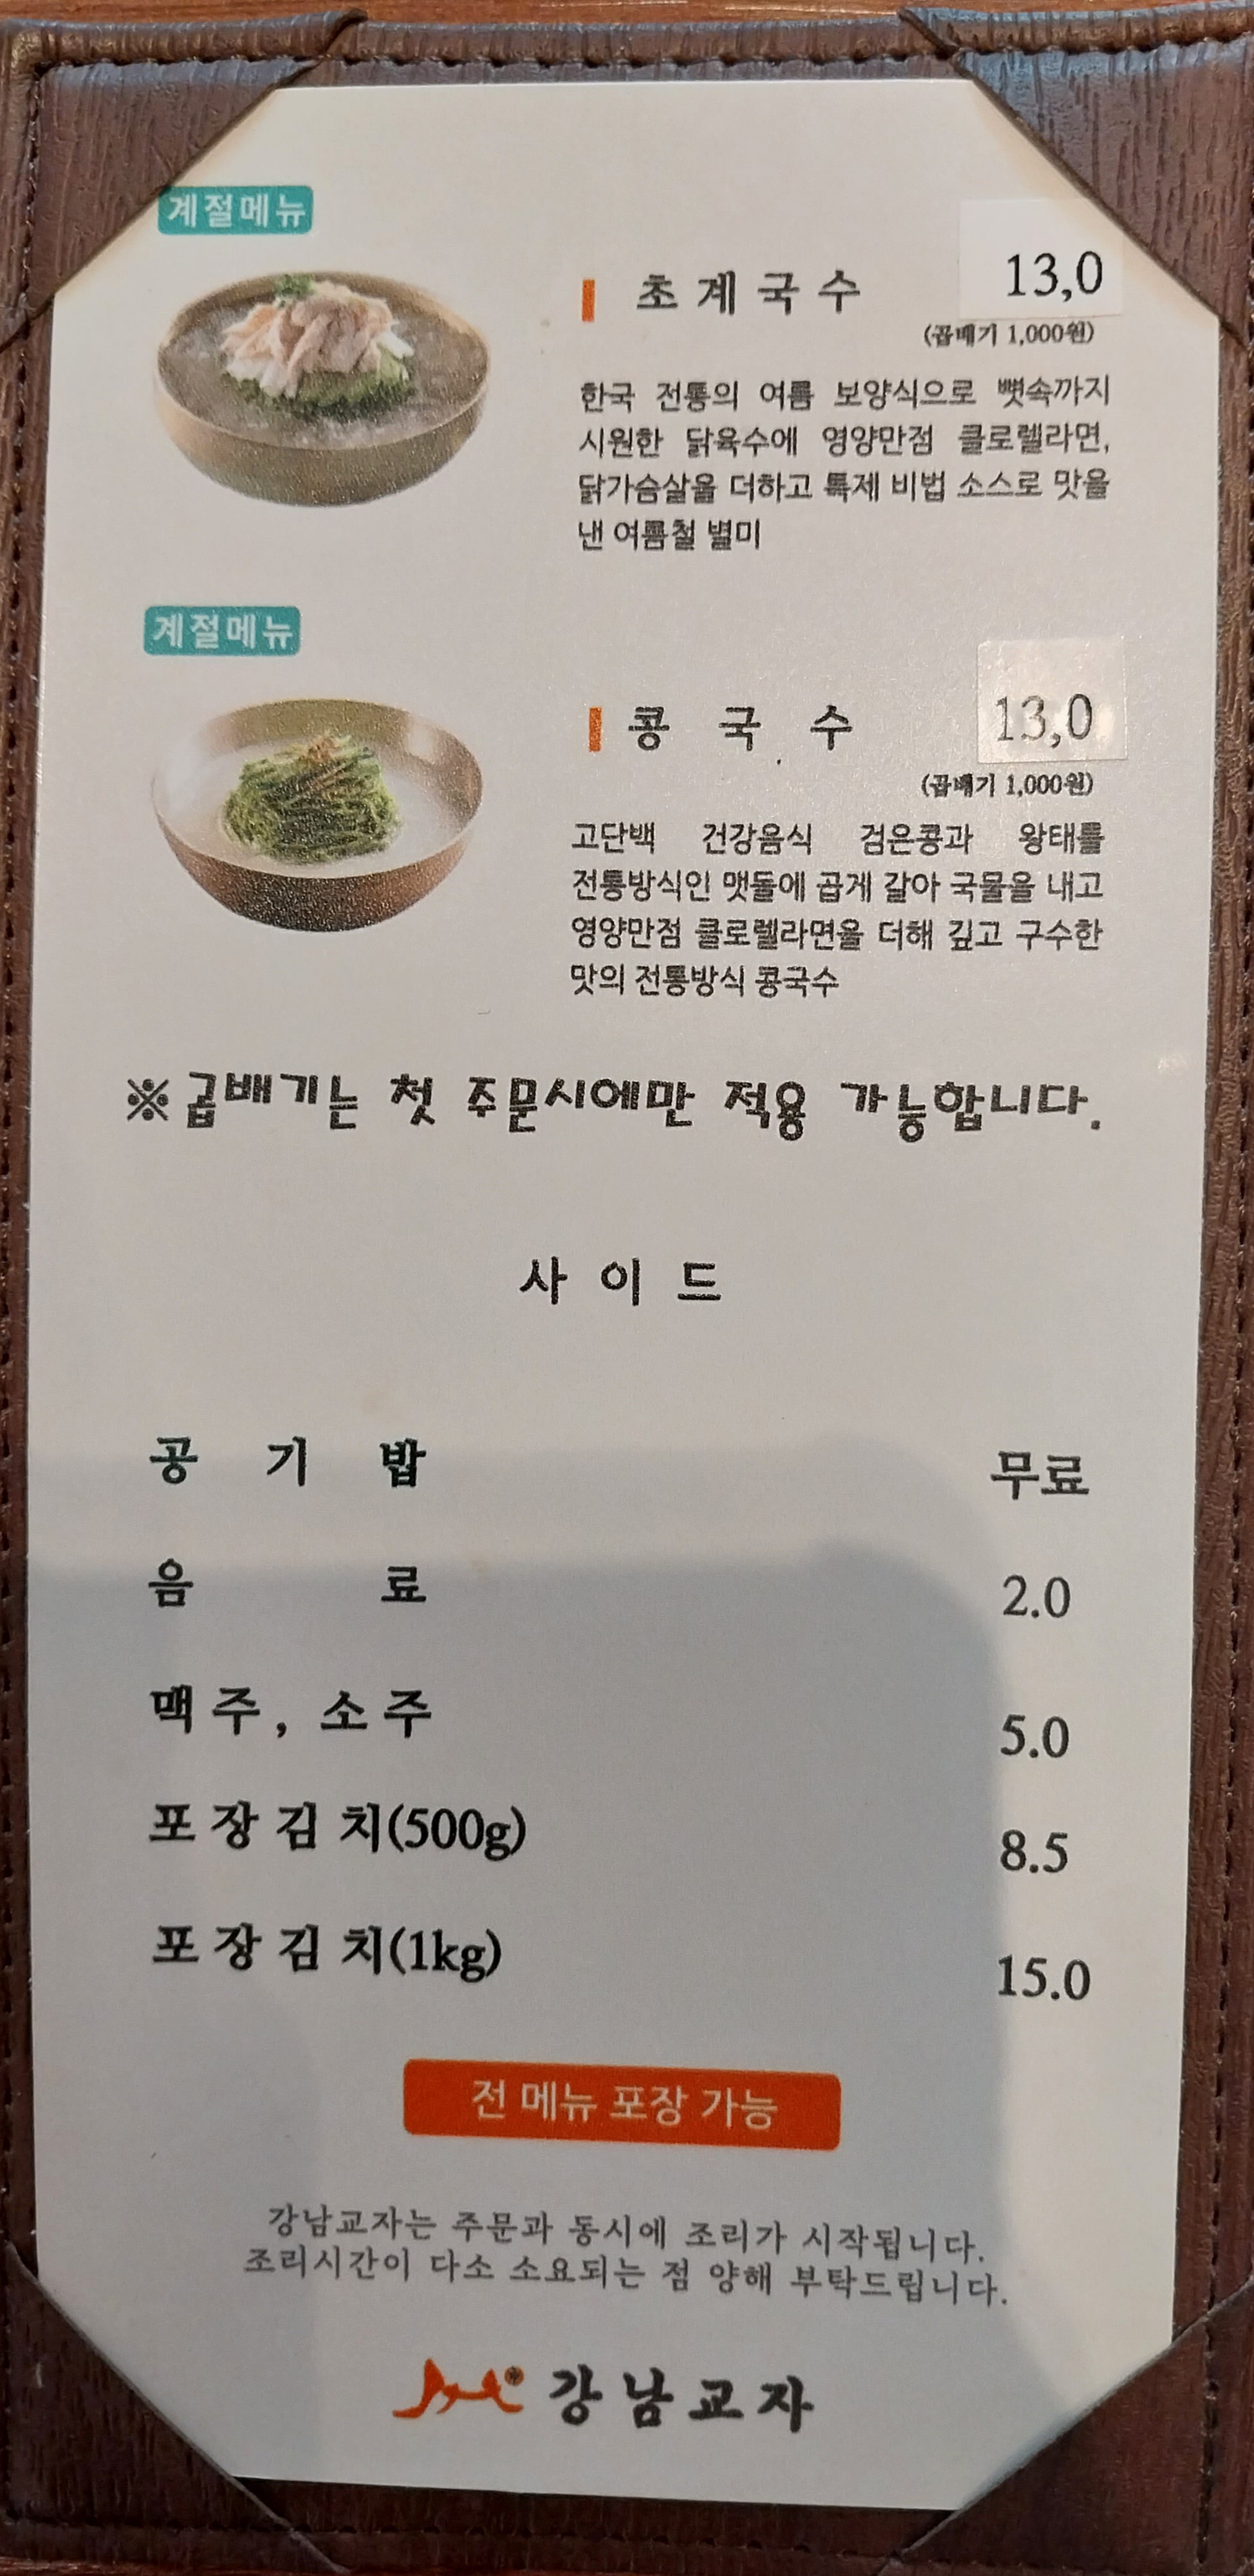 계절메뉴
초계국수 13,0
(곱배기 1,000원)
한국 전통의 여름 보양식으로 뼛속까지
시원한 닭육수에 영양만점 클로렐라면,
닭가슴살을 더하고 특제 비법 소스로 맛을
낸 여름철 별미
계절메뉴
콩국수 13,0
(곱배기 1,000원)
고단백 건강음식 검은콩과 왕태를
전통방식인 맷돌에 곱게 갈아 국물을 내고
영양만점 클로렐라면을 더해 깊고 구수한
맛의 전통방식 콩국수
※곱배기는 첫 주문시에만 적용 가능합니다.
사이드
공기밥 무료
음료 2.0
맥주, 소주 5.0
포장김치(500g) 8.5
포장김치(1kg) 15.0
전 메뉴 포장 가능
강남교자는 주문과 동시에 조리가 시작됩니다.
조리시간이 다소 소요되는 점 양해 부탁드립니다.
강남교자